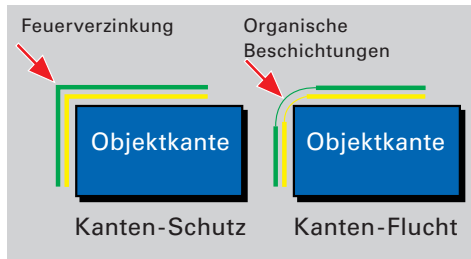 Feuerverzinkung
Organische
Beschichtungen
Objektkante
Objektkante
Kanten-Schutz
Kanten-Flucht